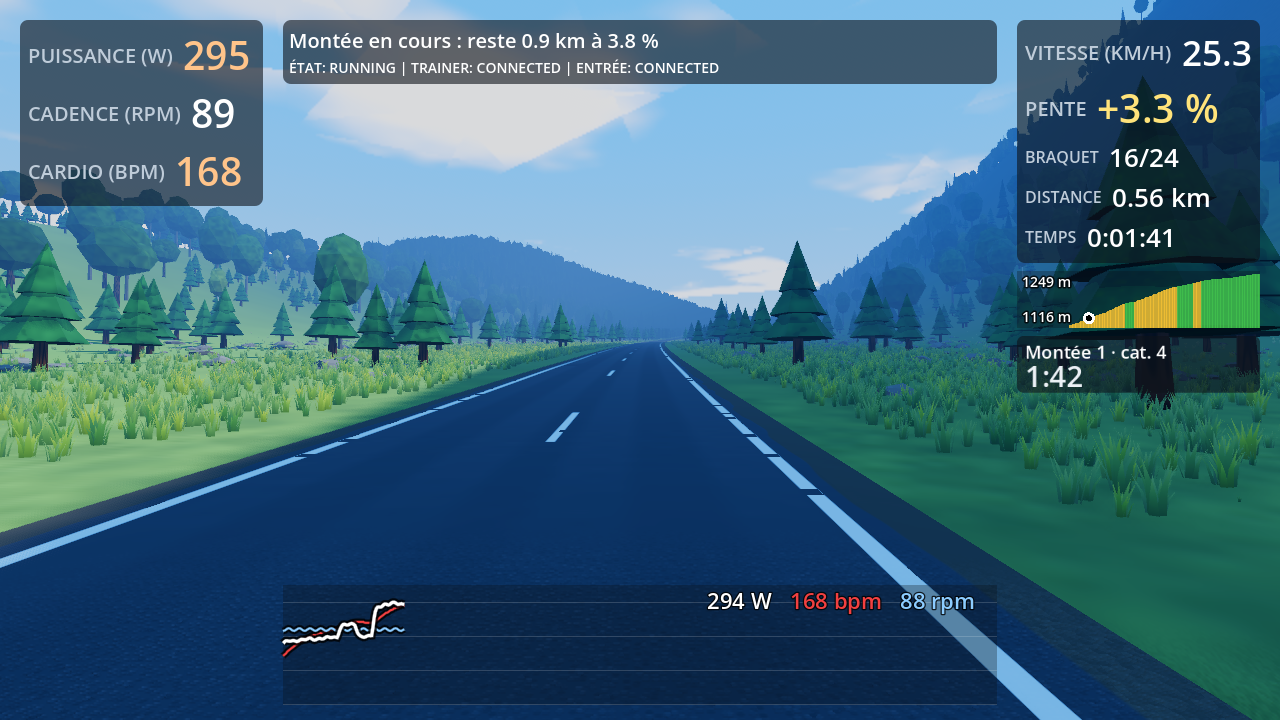 PUISSANCE (W) 295
CADENCE (RPM) 89
CARDIO (BPM) 168
Montée en cours : reste 0.9 km à 3.8 %
ÉTAT: RUNNING | TRAINER: CONNECTED | ENTRÉE: CONNECTED
VITESSE (KM/H) 25.3
PENTE +3.3 %
BRAQUET 16/24
DISTANCE 0.56 km
TEMPS 0:01:41
1249 m
1116 m
Montée 1 · cat. 4
1:42
294 W 168 bpm 88 rpm